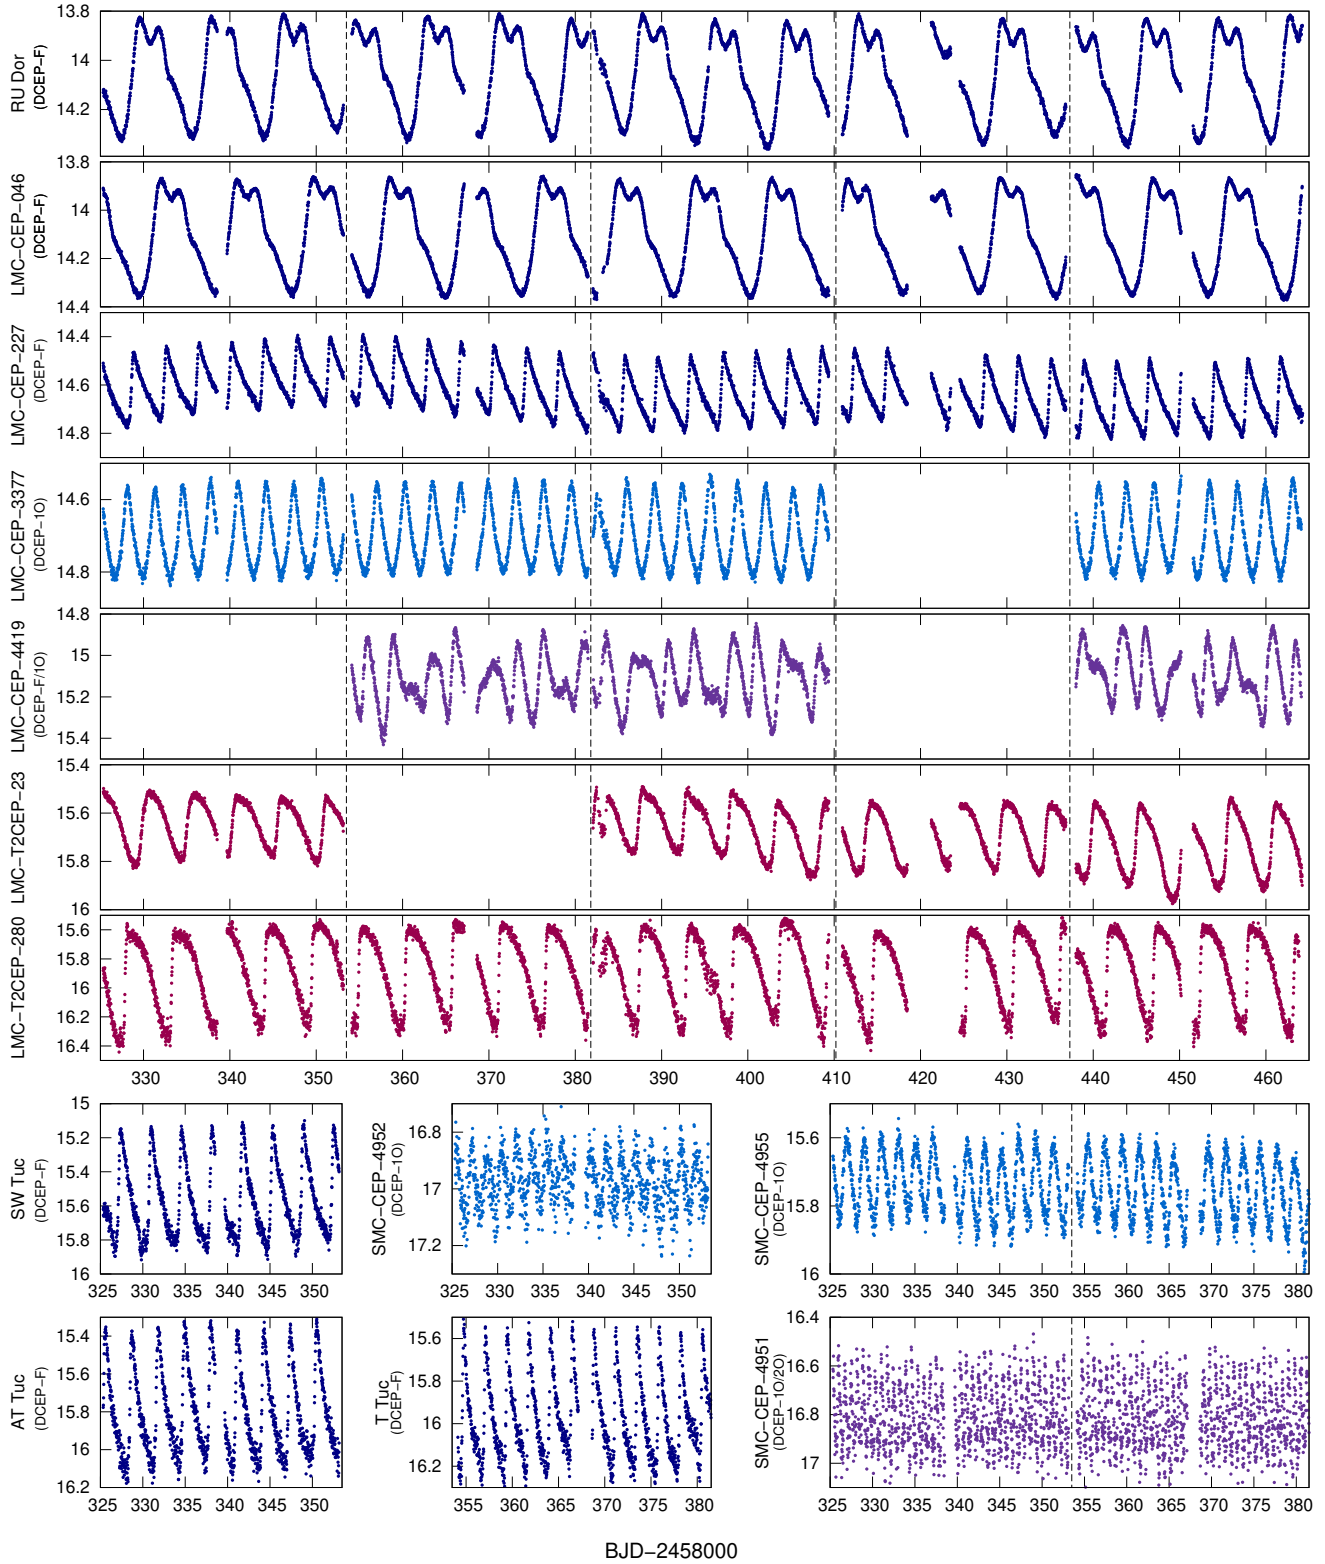 RU Dor
(DCEP−F)
13.8
14
14.2
LMC−CEP−046
(DCEP−F)
13.8
14
14.2
14.4
LMC−CEP−227
(DCEP−F)
14.4
14.6
14.8
LMC−CEP−3377
(DCEP−1O)
14.6
14.8
LMC−CEP−4419
(DCEP−F/1O)
14.8
15
15.2
15.4
LMC−T2CEP−23
15.4
15.6
15.8
16
LMC−T2CEP−280
15.6
15.8
16
16.2
16.4
330 340 350 360 370 380 390 400 410 420 430 440 450 460
SW Tuc
(DCEP−F)
15
15.2
15.4
15.6
15.8
16
325 330 335 340 345 350
SMC−CEP−4952
(DCEP−1O)
16.8
17
17.2
325 330 335 340 345 350
SMC−CEP−4955
(DCEP−1O)
15.6
15.8
16
325 330 335 340 345 350 355 360 365 370 375 380
AT Tuc
(DCEP−F)
15.4
15.6
15.8
16
16.2
325 330 335 340 345 350
T Tuc
(DCEP−F)
15.6
15.8
16
16.2
355 360 365 370 375 380
SMC−CEP−4951
(DCEP−1O/2O)
16.4
16.6
16.8
17
325 330 335 340 345 350 355 360 365 370 375 380
BJD−2458000